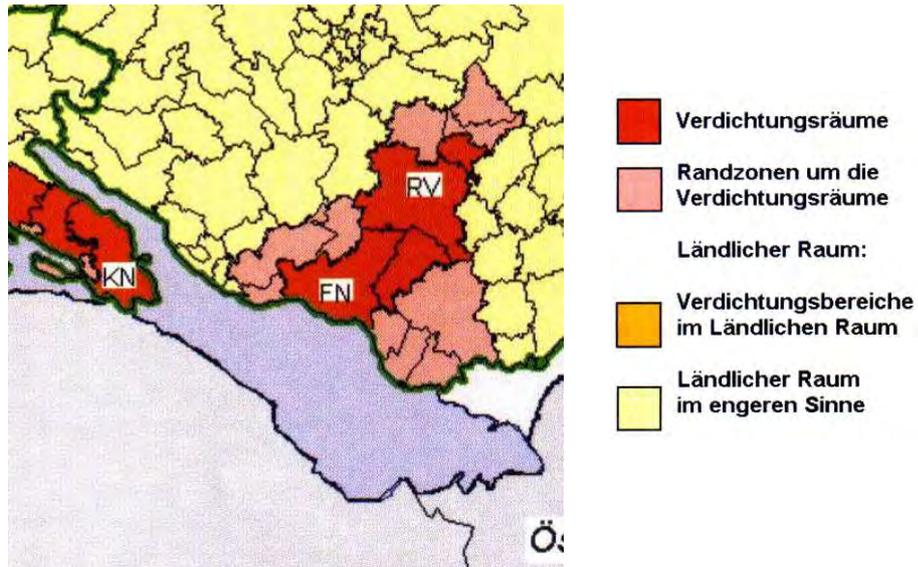 RV
FN
KN
Ös
Verdichtungsräume
Randzonen um die
Verdichtungsräume
Ländlicher Raum:
Verdichtungsbereiche
im Ländlichen Raum
Ländlicher Raum
im engeren Sinne